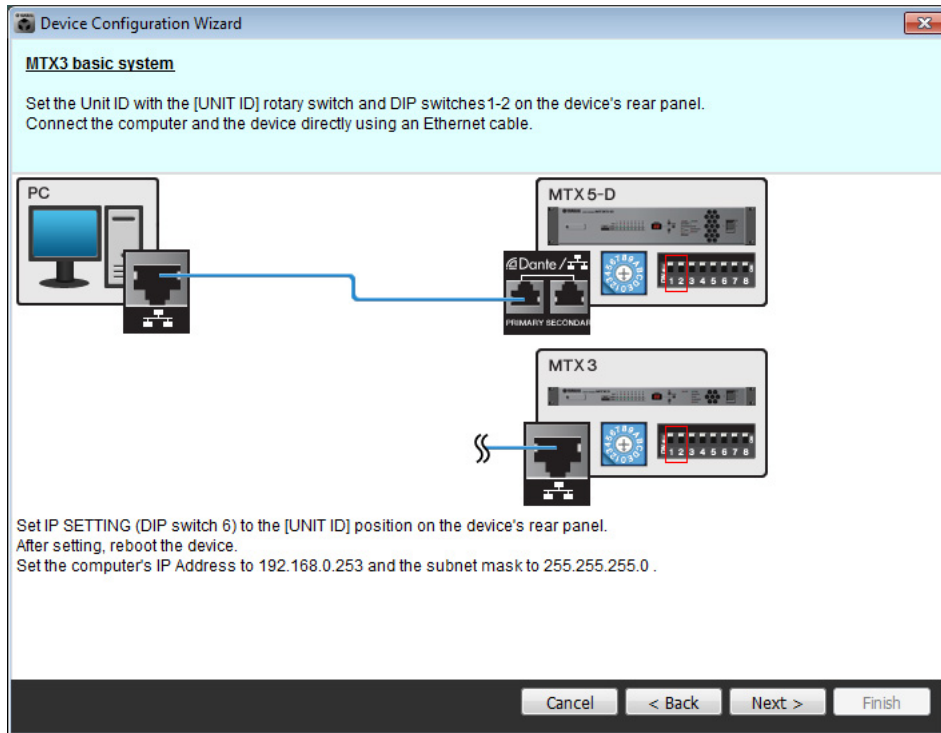 Device Configuration Wizard
MTX3 basic system
Set the Unit ID with the [UNIT ID] rotary switch and DIP switches1-2 on the device's rear panel.
Connect the computer and the device directly using an Ethernet cable.
PC
MTX5-D
Dante /
PRIMARY SECONDAR
1 2 3 4 5 6 7 8
MTX3
1 2 3 4 5 6 7 8
Set IP SETTING (DIP switch 6) to the [UNIT ID] position on the device's rear panel.
After setting, reboot the device.
Set the computer's IP Address to 192.168.0.253 and the subnet mask to 255.255.255.0 .
Cancel < Back Next > Finish